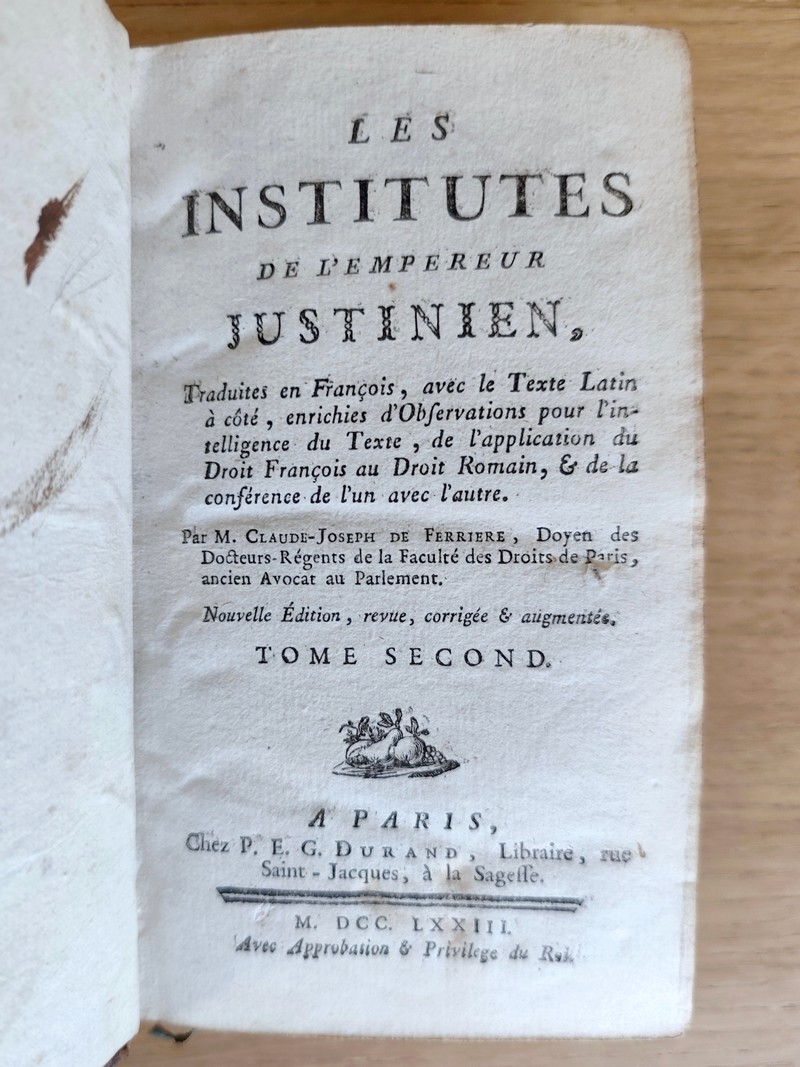 LES
INSTITUTES
DE L'EMPEREUR
JUSTINIEN,
Traduites en François, avec le Texte Latin
à côté, enrichies d'Obſervations pour l'in-
telligence du Texte, de l'application du
Droit François au Droit Romain, & de la
conférence de l'un avec l'autre.
Par M. CLAUDE-JOSEPH DE FERRIERE, Doyen des
Docteurs-Régents de la Faculté des Droits de Paris,
ancien Avocat au Parlement.
Nouvelle Édition, revue, corrigée & augmentée.
TOME SECOND.
A PARIS,
Chez P. E. G. DURAND, Libraire, rue
Saint-Jacques, à la Sageſſe.
M. DCC. LXXIII.
Avec Approbation & Privilege du Roi.